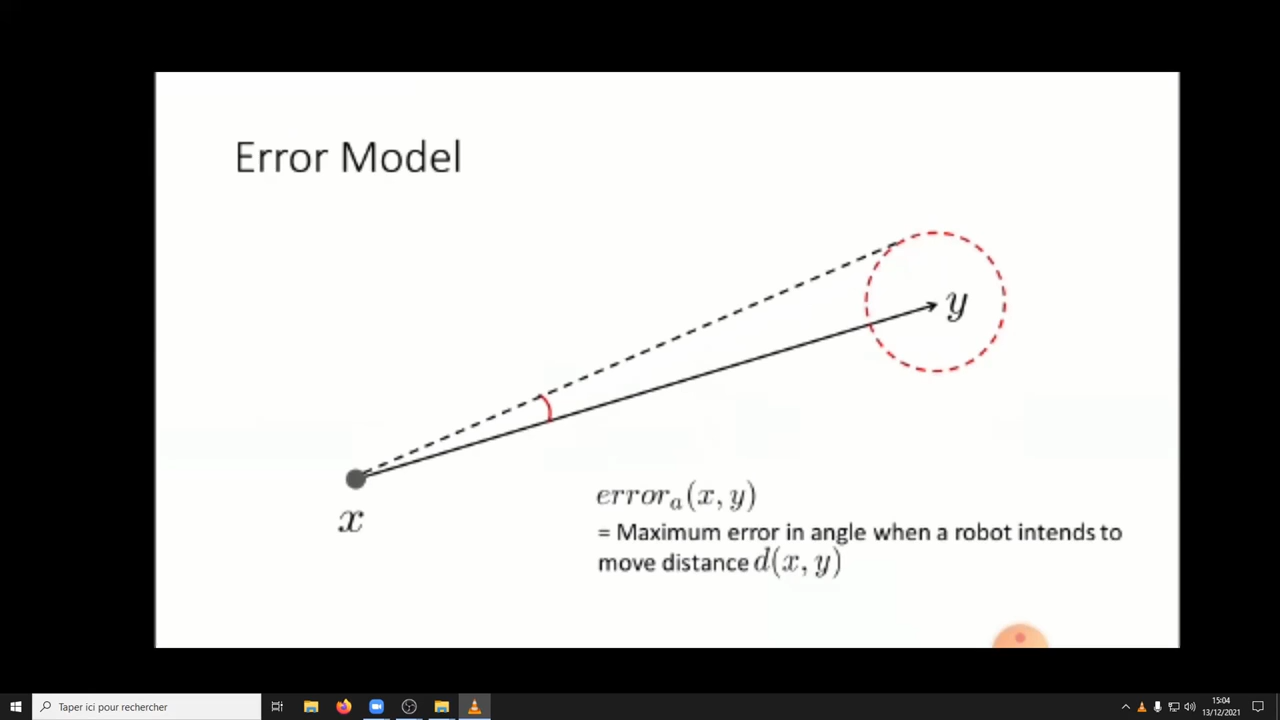 Error Model
y
x
error_a(x, y)
= Maximum error in angle when a robot intends to
move distance d(x, y)
Taper ici pour rechercher
15:04
13/12/2021